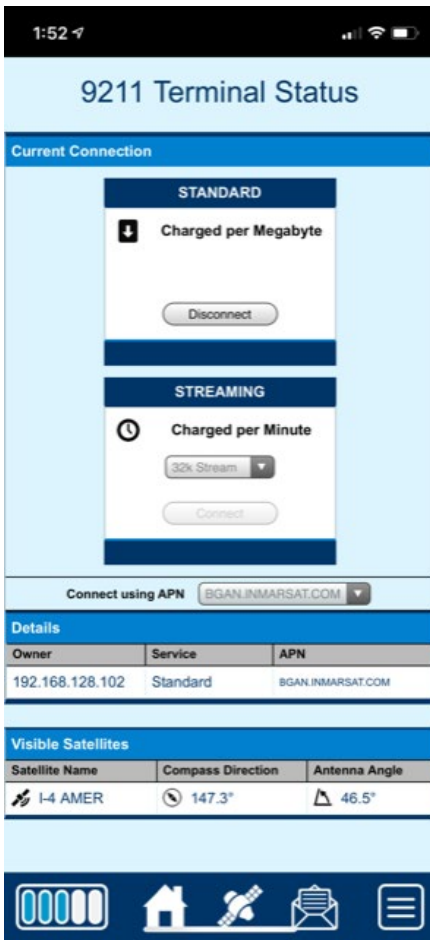 1:52
9211 Terminal Status
Current Connection
STANDARD
Charged per Megabyte
Disconnect
STREAMING
Charged per Minute
32k Stream
Connect
Connect using APN BGAN.INMARSAT.COM
Details
Owner Service APN
192.168.128.102 Standard BGAN.INMARSAT.COM
Visible Satellites
Satellite Name Compass Direction Antenna Angle
I-4 AMER 147.3° 46.5°